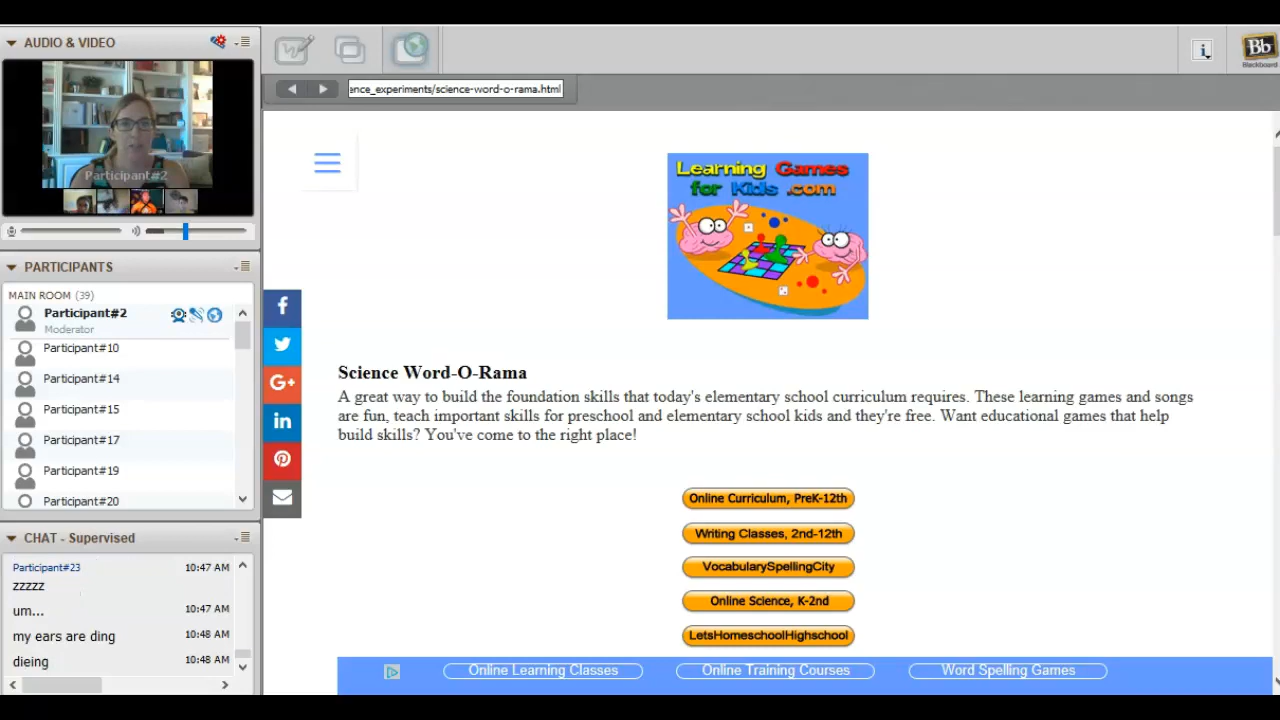 AUDIO & VIDEO
Participant#2
PARTICIPANTS
MAIN ROOM (39)
Participant#2
Moderator
Participant#10
Participant#14
Participant#15
Participant#17
Participant#19
Participant#20
CHAT - Supervised
Participant#23 10:47 AM
zzzzz
um... 10:47 AM
my ears are ding 10:48 AM
dieing 10:48 AM
i
Bb
Blackboard
ence_experiments/science-word-o-rama.html
Learning Games
for Kids .com
f
G+
in
Science Word-O-Rama
A great way to build the foundation skills that today's elementary school curriculum requires. These learning games and songs
are fun, teach important skills for preschool and elementary school kids and they're free. Want educational games that help
build skills? You've come to the right place!
Online Curriculum, PreK-12th
Writing Classes, 2nd-12th
VocabularySpellingCity
Online Science, K-2nd
LetsHomeschoolHighschool
Online Learning Classes Online Training Courses Word Spelling Games